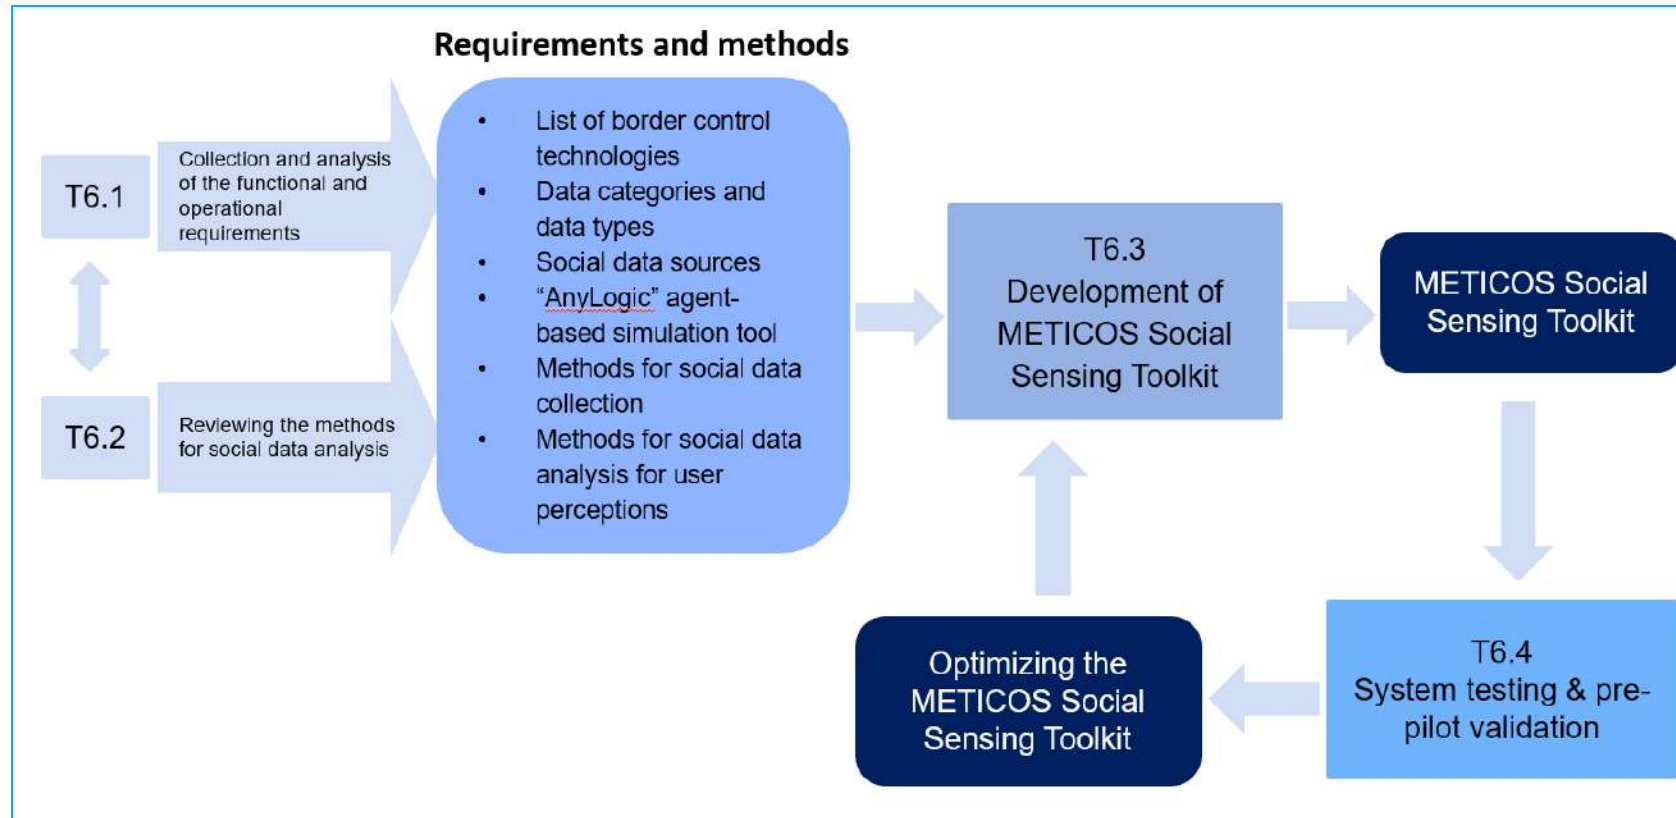 Requirements and methods
T6.1
Collection and analysis
of the functional and
operational
requirements
T6.2
Reviewing the methods
for social data analysis
• List of border control
technologies
• Data categories and
data types
• Social data sources
• “AnyLogic” agent-
based simulation tool
• Methods for social data
collection
• Methods for social data
analysis for user
perceptions
T6.3
Development of
METICOS Social
Sensing Toolkit
METICOS Social
Sensing Toolkit
T6.4
System testing & pre-
pilot validation
Optimizing the
METICOS Social
Sensing Toolkit